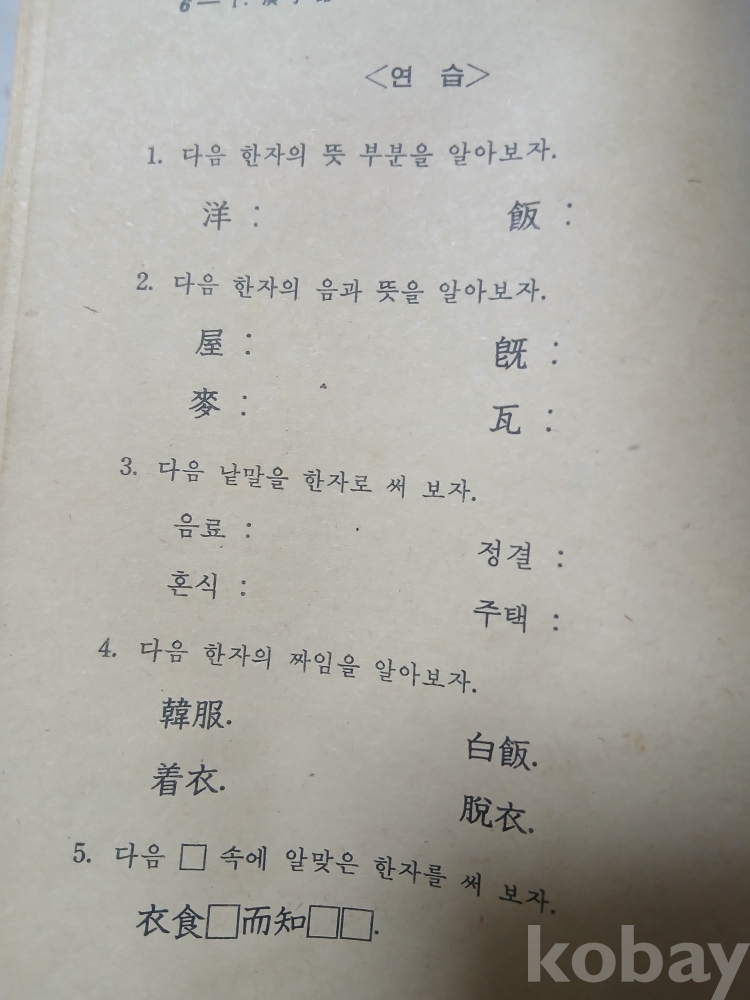 <연 습>
1. 다음 한자의 뜻 부분을 알아보자.
洋 : 飯 :
2. 다음 한자의 음과 뜻을 알아보자.
屋 : 旣 :
麥 : 瓦 :
3. 다음 낱말을 한자로 써 보자.
음료 : 정결 :
혼식 : 주택 :
4. 다음 한자의 짜임을 알아보자.
韓服. 白飯.
着衣. 脫衣.
5. 다음 □ 속에 알맞은 한자를 써 보자.
衣食□而知□□.
kobay